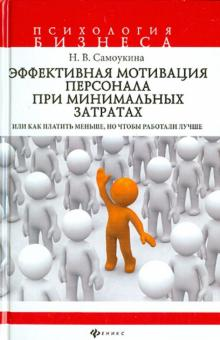 ПСИХОЛОГИЯ
БИЗНЕСА
Н. В. Самоукина
ЭФФЕКТИВНАЯ МОТИВАЦИЯ
ПЕРСОНАЛА
ПРИ МИНИМАЛЬНЫХ
ЗАТРАТАХ
ИЛИ КАК ПЛАТИТЬ МЕНЬШЕ, НО ЧТОБЫ РАБОТАЛИ ЛУЧШЕ
ФЕНИКС